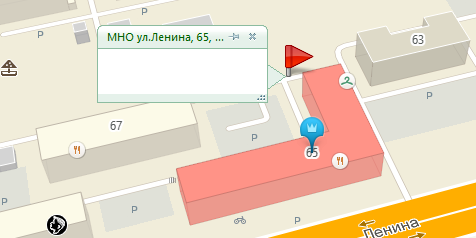 Р
МНО ул.Ленина, 65, ...
63
Р
Р
67
Р
65
Р
Р
Ленина